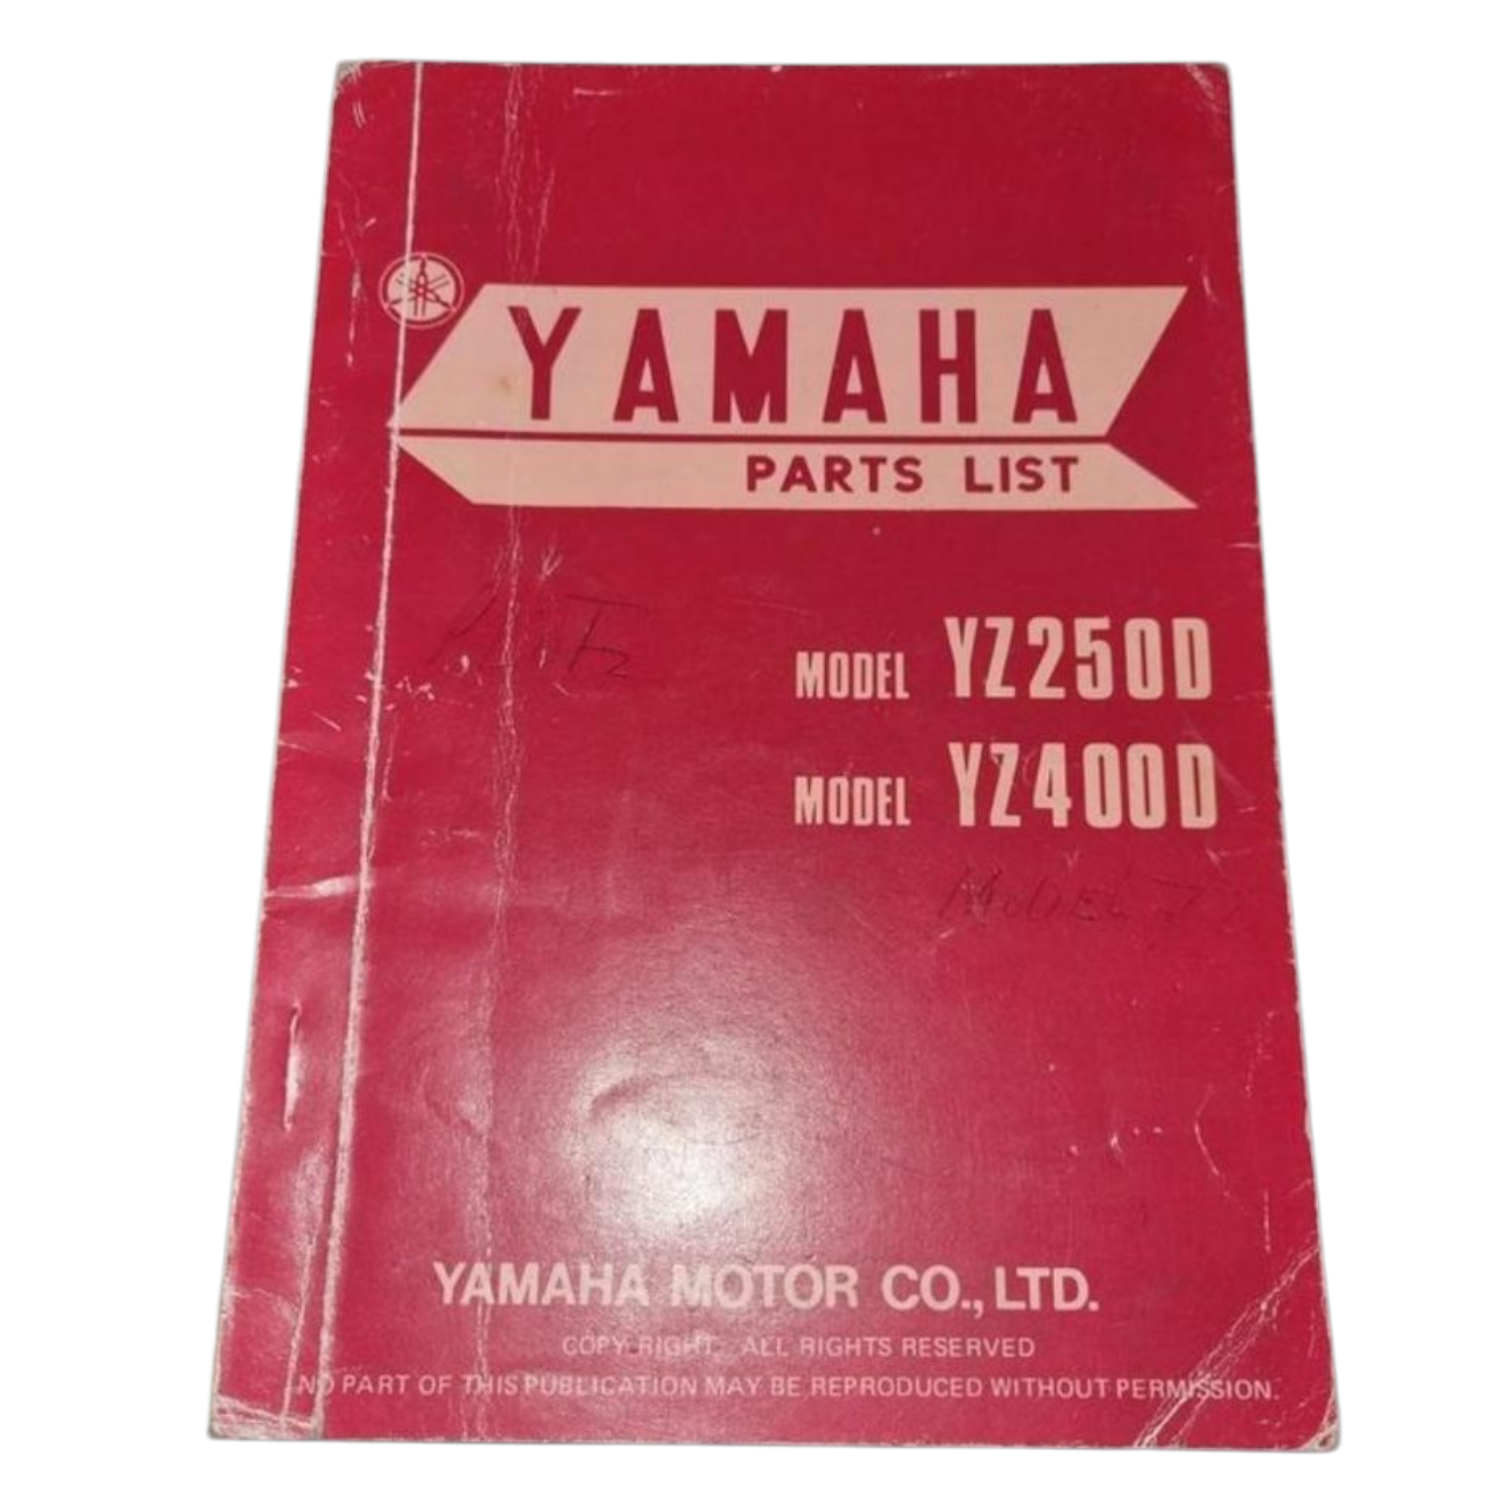 YAMAHA
PARTS LIST
MODEL YZ250D
MODEL YZ400D
MODEL
YAMAHA MOTOR CO., LTD.
COPY RIGHT. ALL RIGHTS RESERVED
NO PART OF THIS PUBLICATION MAY BE REPRODUCED WITHOUT PERMISSION.